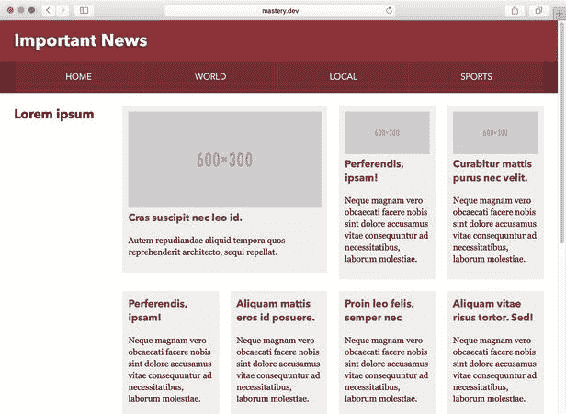 mastery.dev
Important News
HOME
WORLD
LOCAL
SPORTS
Lorem ipsum
600×300
Cras suscipit nec leo id.
Autem repudiandae aliquid tempora quos
reprehenderit architecto, sequi repellat.
600×300
Perferendis,
ipsam!
Neque magnam vero
obcaecati facere nobis
sint dolore accusamus
vitae consequuntur ad
necessitatibus,
laborum molestiae.
600×300
Curabitur mattis
purus nec velit.
Neque magnam vero
obcaecati facere nobis
sint dolore accusamus
vitae consequuntur ad
necessitatibus,
laborum molestiae.
Perferendis,
ipsam!
Neque magnam vero
obcaecati facere nobis
sint dolore accusamus
vitae consequuntur ad
necessitatibus,
laborum molestiae.
Aliquam mattis
eros id posuere.
Neque magnam vero
obcaecati facere nobis
sint dolore accusamus
vitae consequuntur ad
necessitatibus,
laborum molestiae.
Proin leo felis,
semper nec
Neque magnam vero
obcaecati facere nobis
sint dolore accusamus
vitae consequuntur ad
necessitatibus,
laborum molestiae.
Aliquam vitae
risus tortor. Sed!
Neque magnam vero
obcaecati facere nobis
sint dolore accusamus
vitae consequuntur ad
necessitatibus,
laborum molestiae.